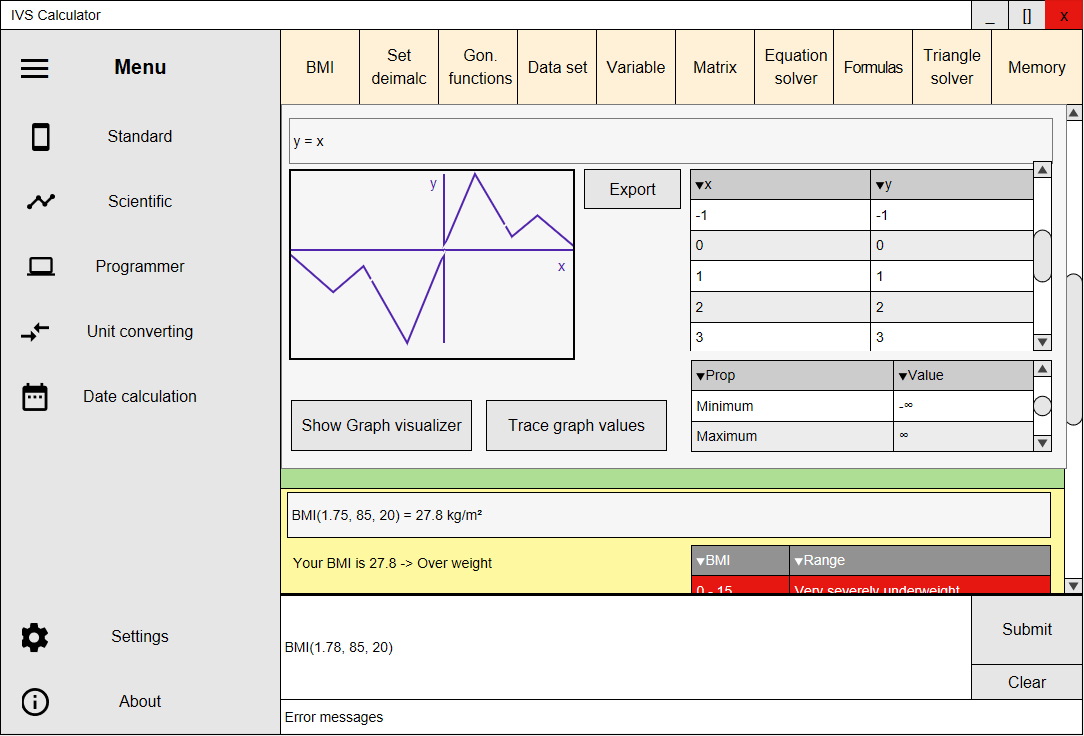 IVS Calculator
_ [] x
Menu
Standard
Scientific
Programmer
Unit converting
Date calculation
Settings
About
BMI
Set
deimalc
Gon.
functions
Data set
Variable
Matrix
Equation
solver
Formulas
Triangle
solver
Memory
y = x
y
x
Export
▼x ▼y
-1 -1
0 0
1 1
2 2
3 3
Show Graph visualizer
Trace graph values
▼Prop ▼Value
Minimum -∞
Maximum ∞
BMI(1.75, 85, 20) = 27.8 kg/m²
Your BMI is 27.8 -> Over weight
▼BMI ▼Range
0 - 15 Very severely underweight
BMI(1.78, 85, 20)
Submit
Clear
Error messages